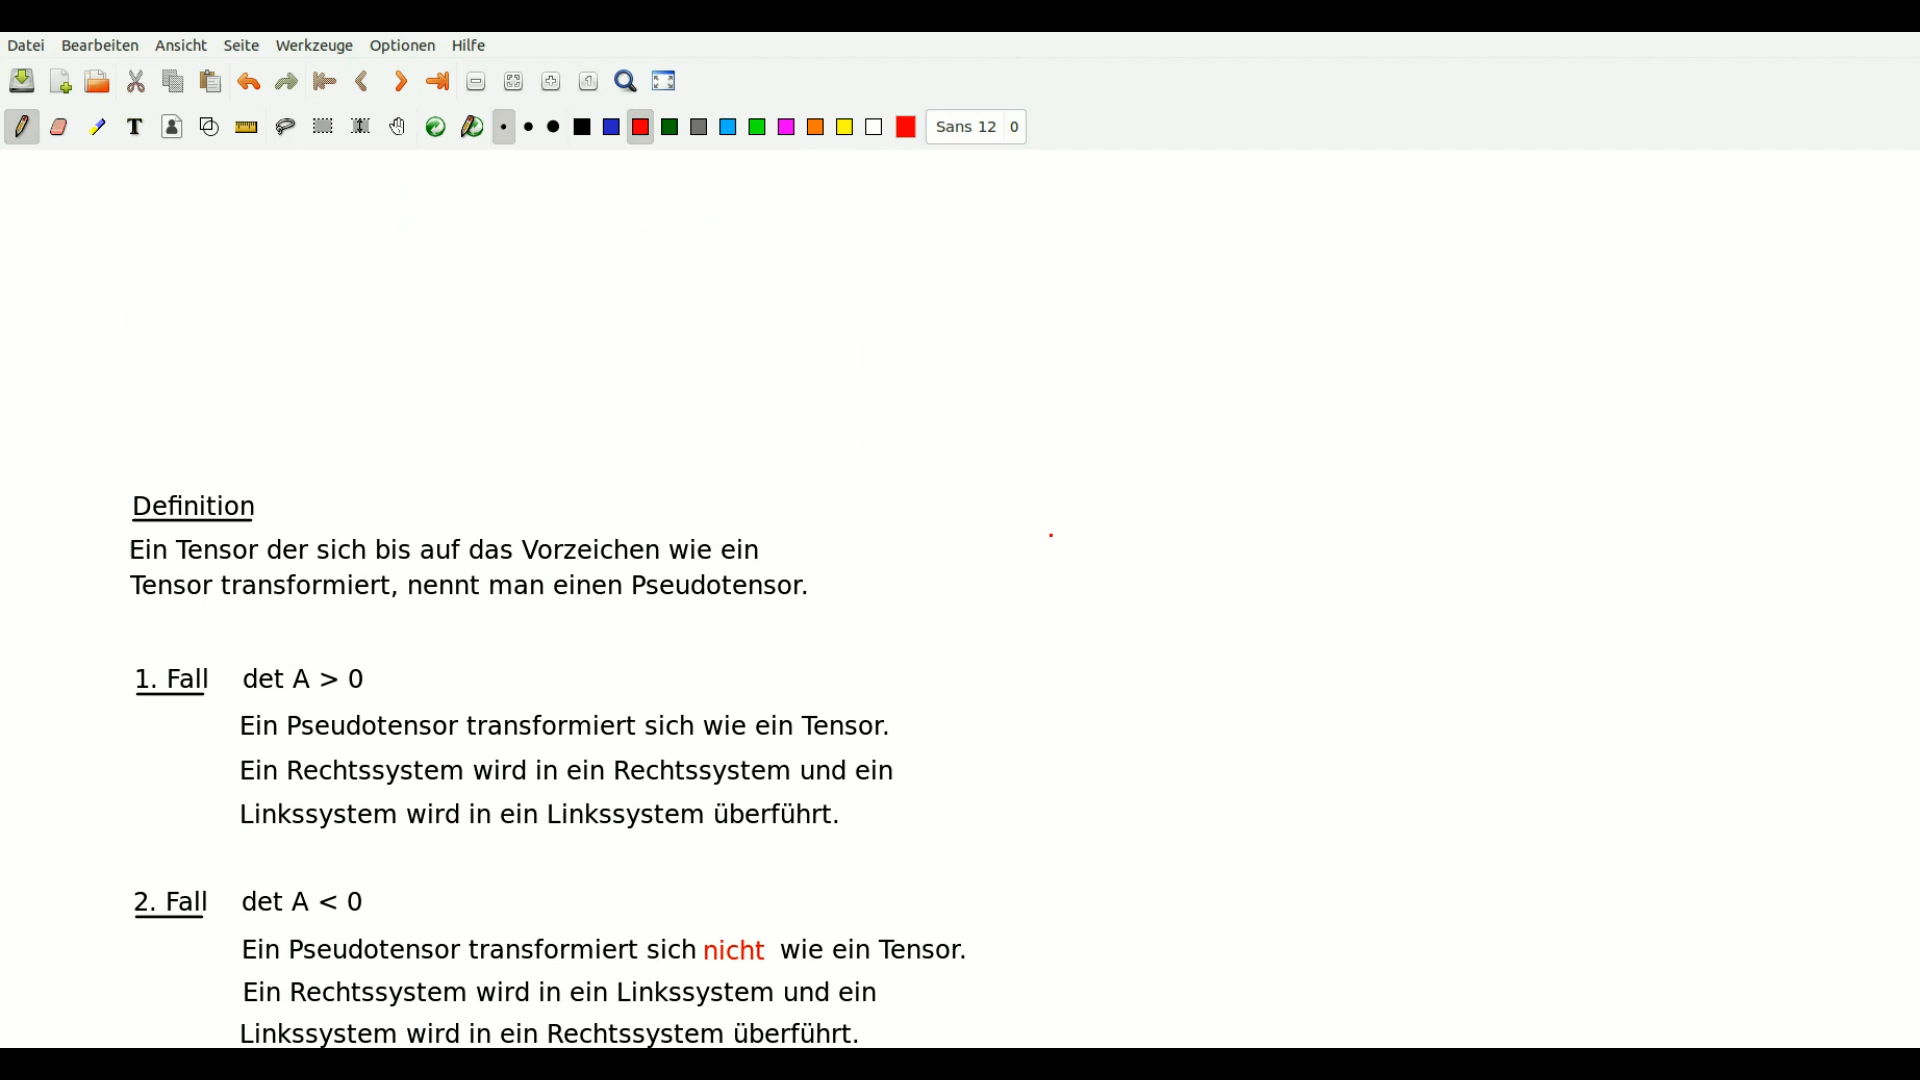 Datei Bearbeiten Ansicht Seite Werkzeuge Optionen Hilfe
T Sans 12 0
Definition
Ein Tensor der sich bis auf das Vorzeichen wie ein
Tensor transformiert, nennt man einen Pseudotensor.
1. Fall det A > 0
Ein Pseudotensor transformiert sich wie ein Tensor.
Ein Rechtssystem wird in ein Rechtssystem und ein
Linkssystem wird in ein Linkssystem überführt.
2. Fall det A < 0
Ein Pseudotensor transformiert sich nicht wie ein Tensor.
Ein Rechtssystem wird in ein Linkssystem und ein
Linkssystem wird in ein Rechtssystem überführt.